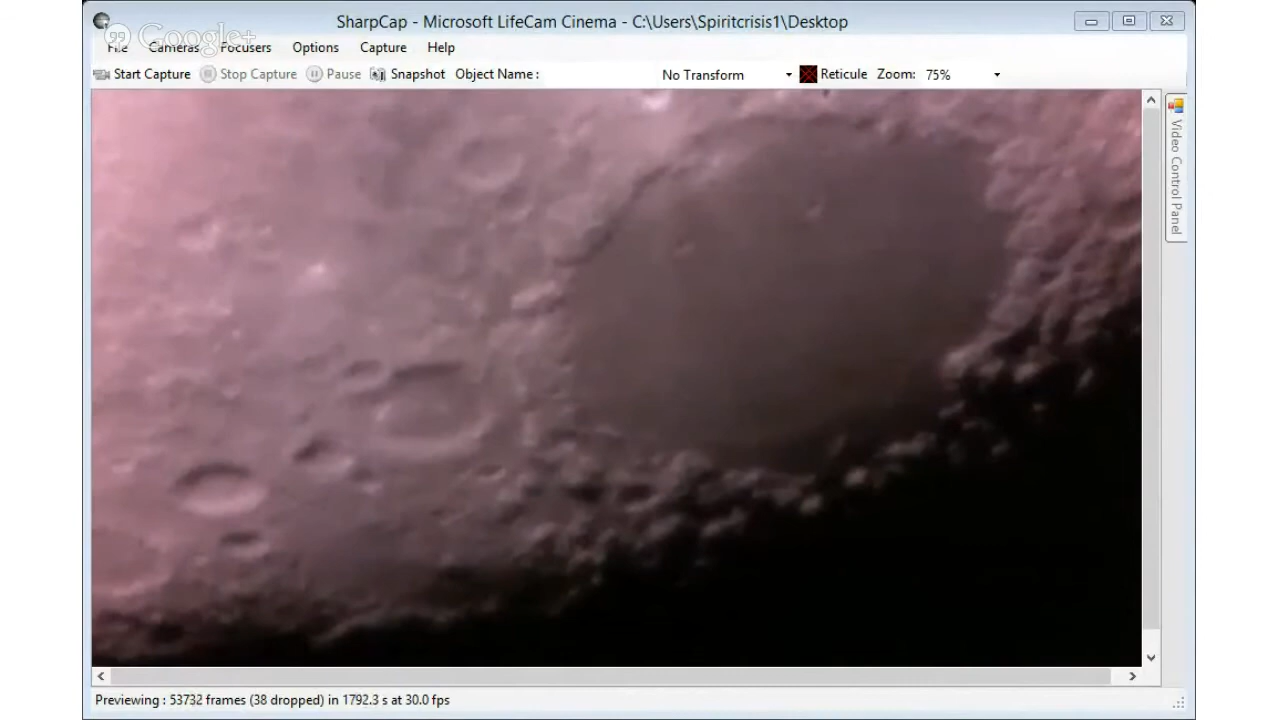 SharpCap - Microsoft LifeCam Cinema - C:\Users\Spiritcrisis1\Desktop
Google+
File Cameras Focusers Options Capture Help
Start Capture Stop Capture Pause Snapshot Object Name : No Transform Reticule Zoom: 75%
Video Control Panel
Previewing : 53732 frames (38 dropped) in 1792.3 s at 30.0 fps